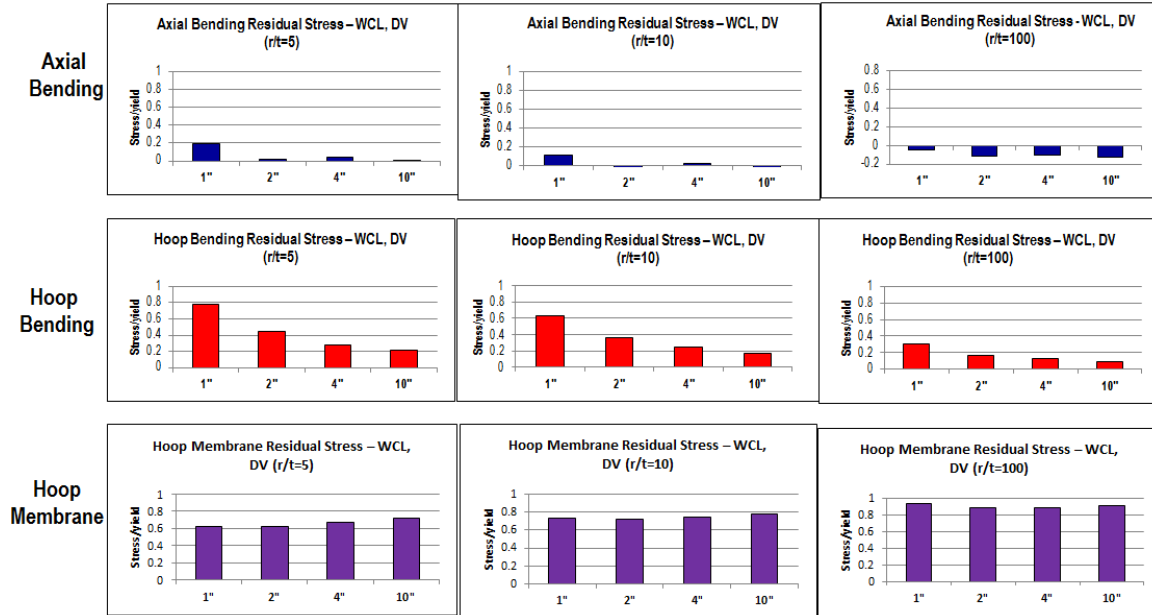 Axial
Bending
Axial Bending Residual Stress – WCL, DV
(r/t=5)
Stress/yield
1
0.8
0.6
0.4
0.2
0
1" 2" 4" 10"
Axial Bending Residual Stress – WCL, DV
(r/t=10)
Stress/yield
1
0.8
0.6
0.4
0.2
0
1" 2" 4" 10"
Axial Bending Residual Stress - WCL, DV
(r/t=100)
Stress/yield
0.8
0.6
0.4
0.2
0
-0.2
1" 2" 4" 10"
Hoop
Bending
Hoop Bending Residual Stress – WCL, DV
(r/t=5)
Stress/yield
1
0.8
0.6
0.4
0.2
0
1" 2" 4" 10"
Hoop Bending Residual Stress – WCL, DV
(r/t=10)
Stress/yield
1
0.8
0.6
0.4
0.2
0
1" 2" 4" 10"
Hoop Bending Residual Stress – WCL, DV
(r/t=100)
Stress/yield
1
0.8
0.6
0.4
0.2
0
1" 2" 4" 10"
Hoop
Membrane
Hoop Membrane Residual Stress – WCL,
DV (r/t=5)
Stress/yield
1
0.8
0.6
0.4
0.2
0
1" 2" 4" 10"
Hoop Membrane Residual Stress – WCL,
DV (r/t=10)
Stress/yield
1
0.8
0.6
0.4
0.2
0
1" 2" 4" 10"
Hoop Membrane Residual Stress – WCL,
DV (r/t=100)
Stress/yield
1
0.8
0.6
0.4
0.2
0
1" 2" 4" 10"